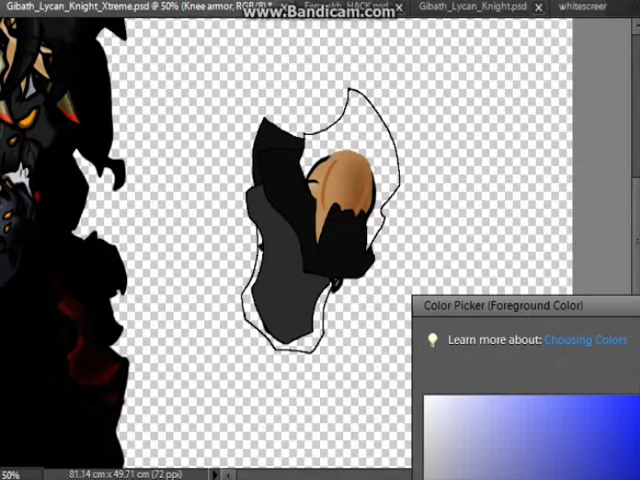 www.Bandicam.com
Gibath_Lycan_Knight_Xtreme.psd @ 50% (Knee armor, RGB/8) *
Gibath_Lycan_Knight.psd
whitescreer
Color Picker (Foreground Color)
Learn more about: Choosing Colors
50%
81.14 cm x 49.71 cm (72 ppi)